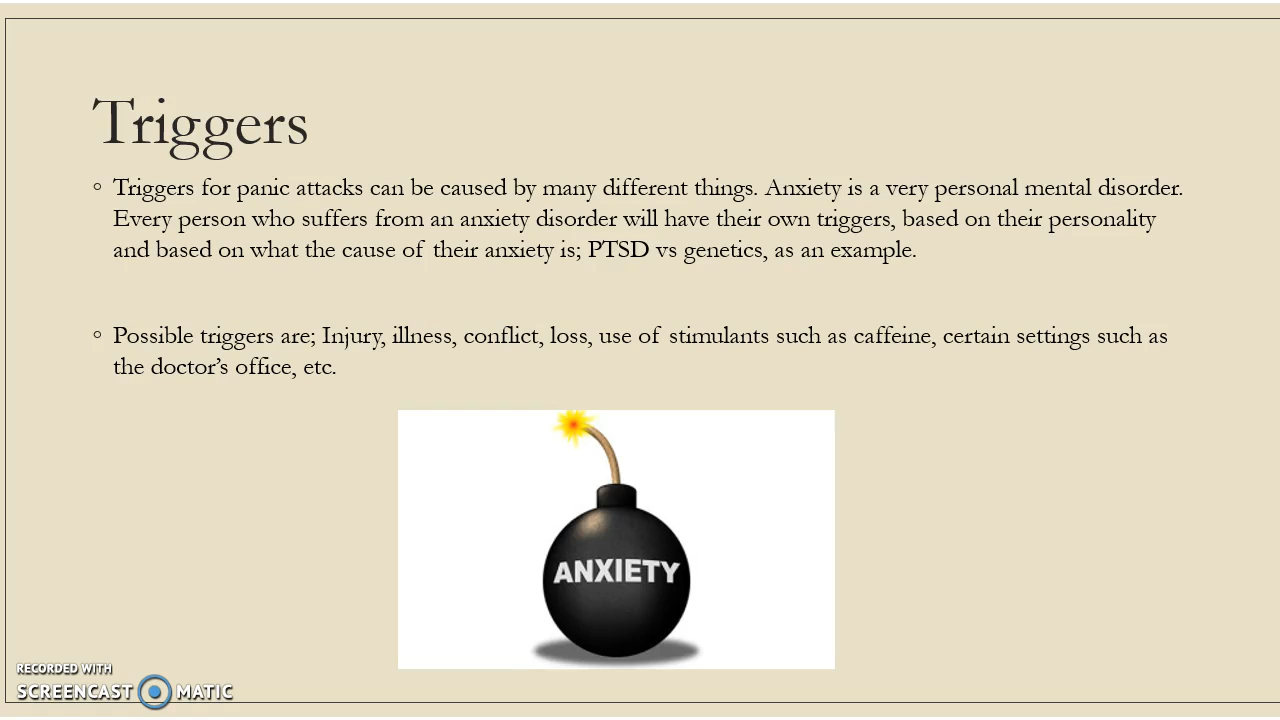 Triggers
◦ Triggers for panic attacks can be caused by many different things. Anxiety is a very personal mental disorder.
Every person who suffers from an anxiety disorder will have their own triggers, based on their personality
and based on what the cause of their anxiety is; PTSD vs genetics, as an example.
◦ Possible triggers are; Injury, illness, conflict, loss, use of stimulants such as caffeine, certain settings such as
the doctor’s office, etc.
ANXIETY
RECORDED WITH
SCREENCAST MATIC